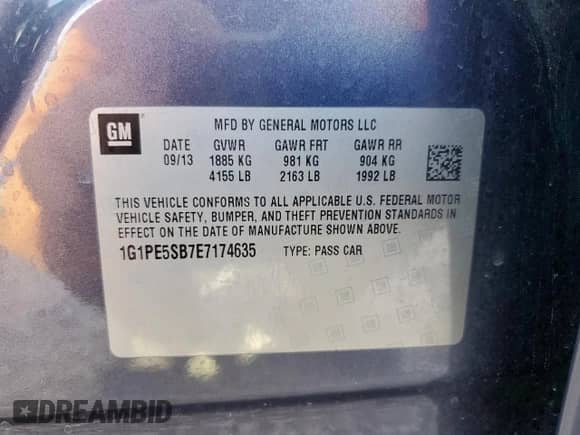 GM
MFD BY GENERAL MOTORS LLC
DATE GVWR GAWR FRT GAWR RR
09/13 1885 KG 981 KG 904 KG
4155 LB 2163 LB 1992 LB
THIS VEHICLE CONFORMS TO ALL APPLICABLE U.S. FEDERAL MOTOR
VEHICLE SAFETY, BUMPER, AND THEFT PREVENTION STANDARDS IN
EFFECT ON THE DATE OF MANUFACTURE SHOWN ABOVE.
1G1PE5SB7E7174635 TYPE: PASS CAR
DREAMBID